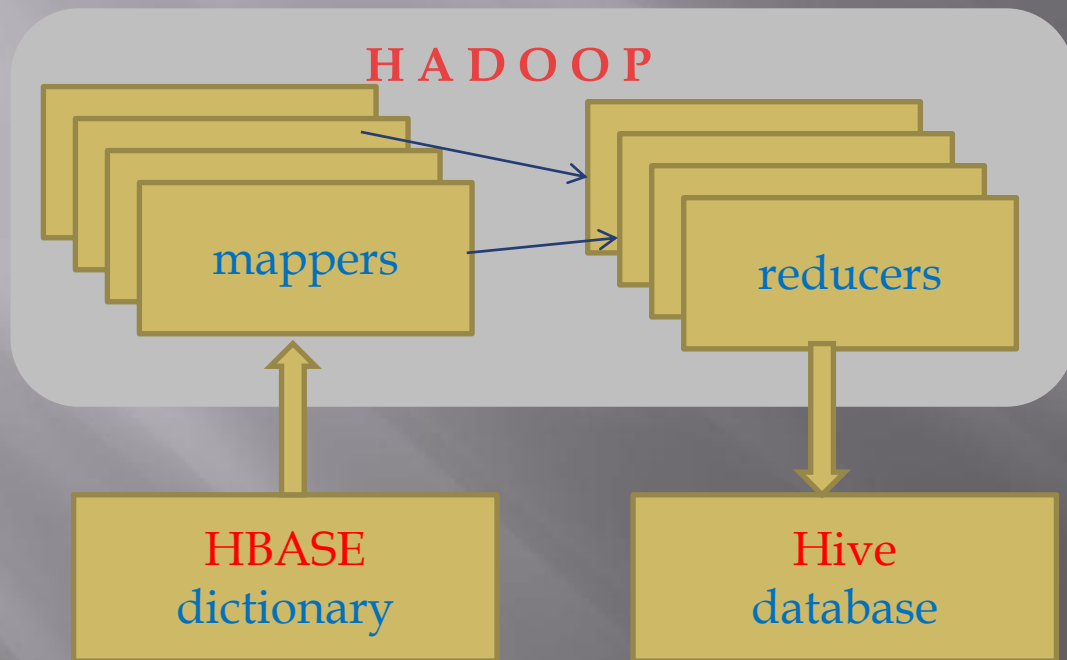 H A D O O P
mappers
reducers
HBASE
dictionary
Hive
database